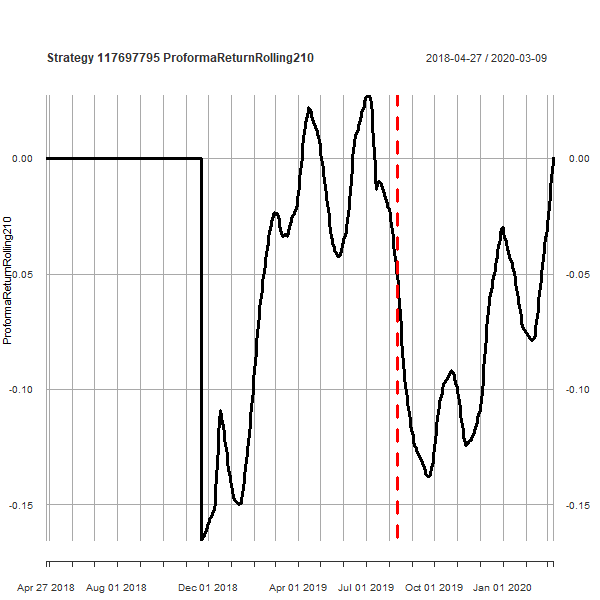 Strategy 117697795 ProformaReturnRolling210
2018-04-27 / 2020-03-09
ProformaReturnRolling210
0.00
-0.05
-0.10
-0.15
0.00
-0.05
-0.10
-0.15
Apr 27 2018
Aug 01 2018
Dec 01 2018
Apr 01 2019
Jul 01 2019
Oct 01 2019
Jan 01 2020